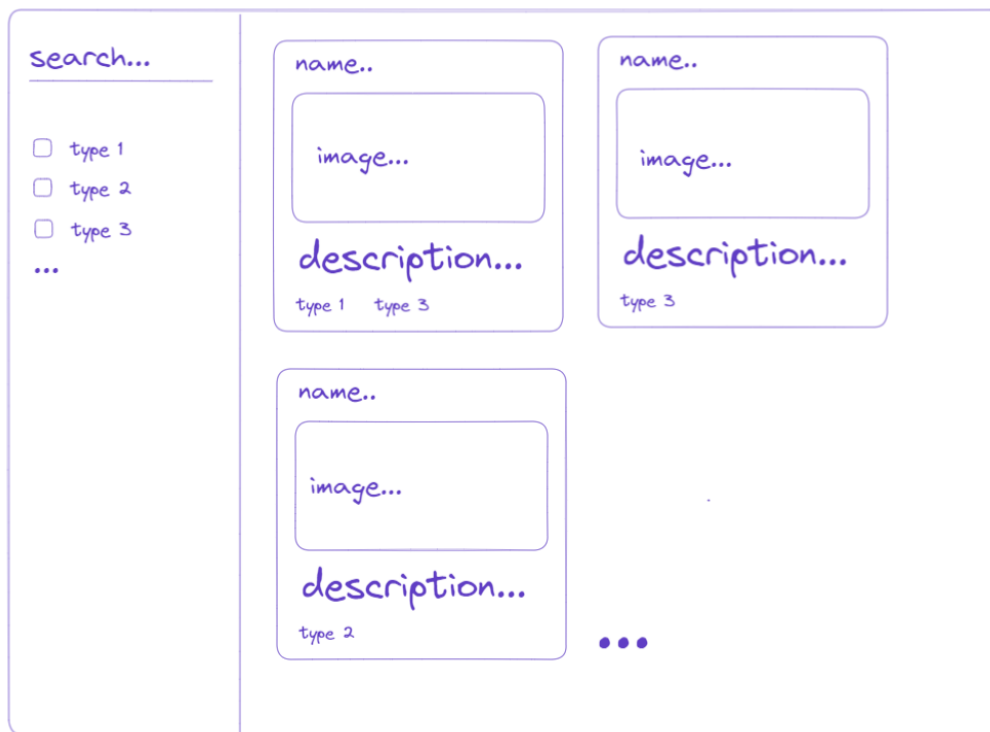 search...
type 1
type 2
type 3
...
name..
image...
description...
type 1 type 3
name..
image...
description...
type 3
name..
image...
description...
type 2
...